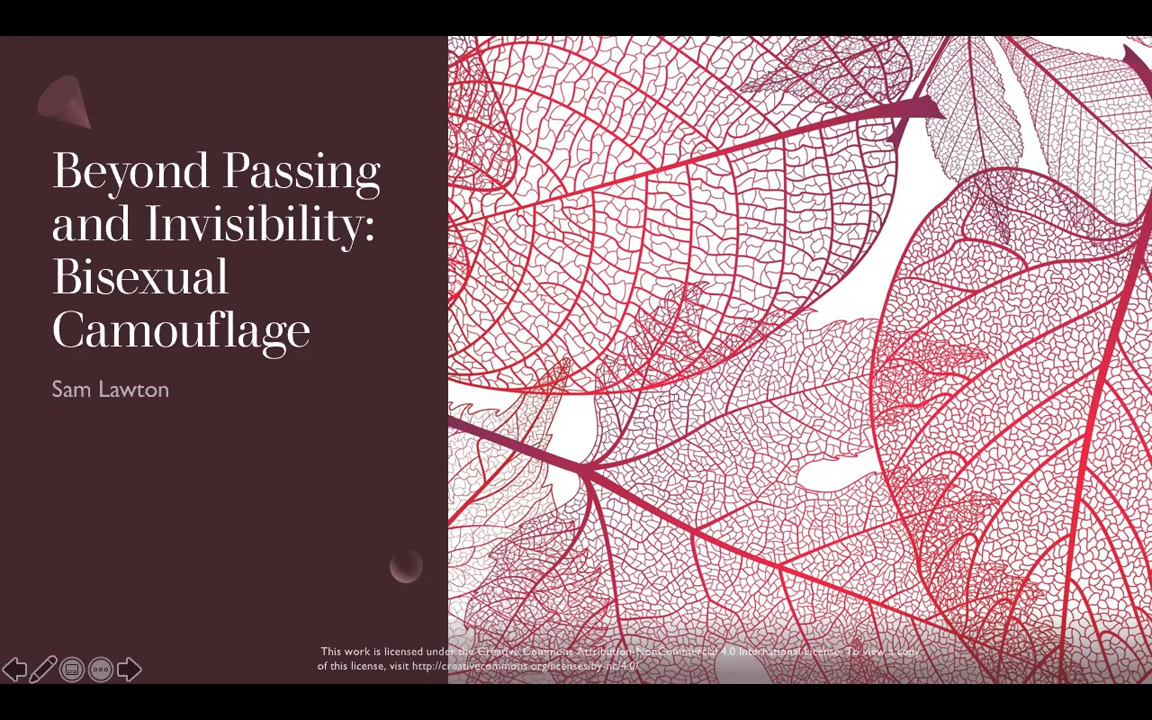 Beyond Passing
and Invisibility:
Bisexual
Camouflage
Sam Lawton
This work is licensed under the Creative Commons Attribution-NonCommercial 4.0 International License. To view a copy
of this license, visit http://creativecommons.org/licenses/by-nc/4.0/.